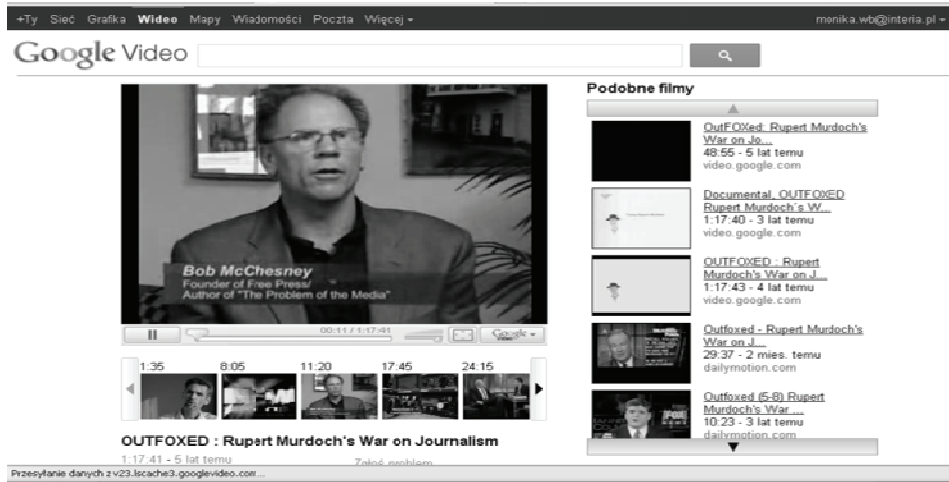 +Ty Sieć Grafika Wideo Mapy Wiadomości Poczta Więcej
monika.wb@interia.pl
Google Video
Bob McChesney
Founder of Free Press/
Author of "The Problem of the Media"
00:11 / 1:17:41
Google
1:35 8:05 11:20 17:45 24:15
OUTFOXED : Rupert Murdoch's War on Journalism
1:17:41 - 5 lat temu
Zgłoś problem
Podobne filmy
OutFOXed: Rupert Murdoch's
War on Jo...
48:55 - 5 lat temu
video.google.com
Documental, OUTFOXED
Rupert Murdoch's W...
1:17:40 - 3 lat temu
video.google.com
OUTFOXED : Rupert
Murdoch's War on J...
1:17:43 - 4 lat temu
video.google.com
Outfoxed - Rupert Murdoch's
War on J...
29:37 - 2 mies. temu
dailymotion.com
Outfoxed (5-8) Rupert
Murdoch's War ...
10:23 - 3 lat temu
dailymotion.com
Przesyłanie danych z v23.lscache3.googlevideo.com...